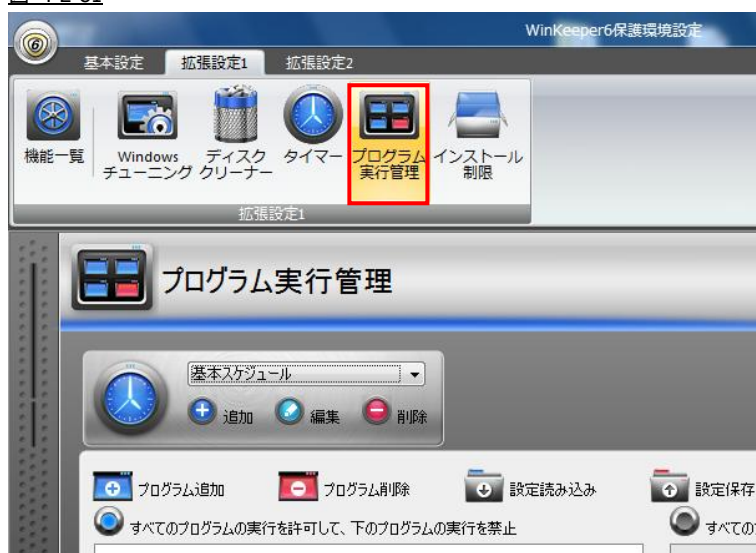 WinKeeper6保護環境設定
基本設定 拡張設定1 拡張設定2
機能一覧
Windows
チューニング
ディスク
クリーナー
タイマー
プログラム
実行管理
インストール
制限
拡張設定1
プログラム実行管理
基本スケジュール
追加 編集 削除
プログラム追加 プログラム削除 設定読み込み 設定保存
すべてのプログラムの実行を許可して、下のプログラムの実行を禁止
すべての